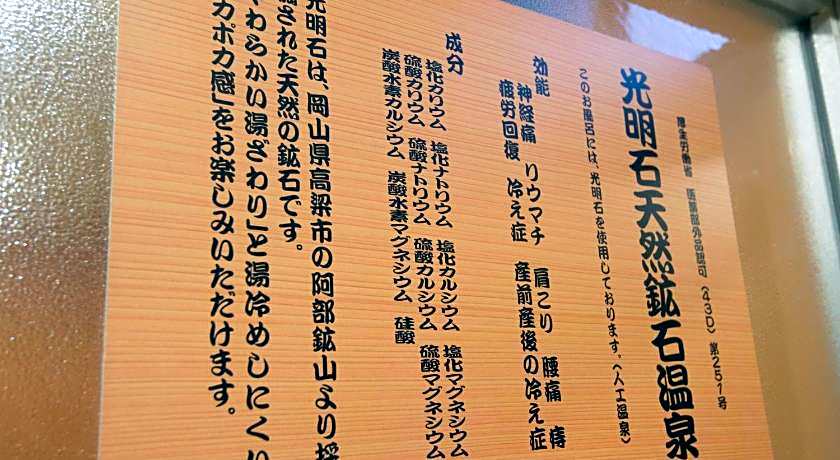 厚生労働省 医薬部外品認可(43D)第251号
光明石天然鉱石温泉
このお風呂には、光明石を使用しております。(人工温泉)
効能
神経痛 リウマチ 肩こり 腰痛 痔
疲労回復 冷え症 産前産後の冷え症
成分
塩化カリウム 塩化ナトリウム 塩化カルシウム 塩化マグネシウム
硫酸カリウム 硫酸ナトリウム 硫酸カルシウム 硫酸マグネシウム
炭酸水素カルシウム 炭酸水素マグネシウム 硅酸
光明石は、岡山県高梁市の阿部鉱山より採
掘された天然の鉱石です。
やわらかい湯ざわり」と湯冷めしにくい
カポカ感」をお楽しみいただけます。